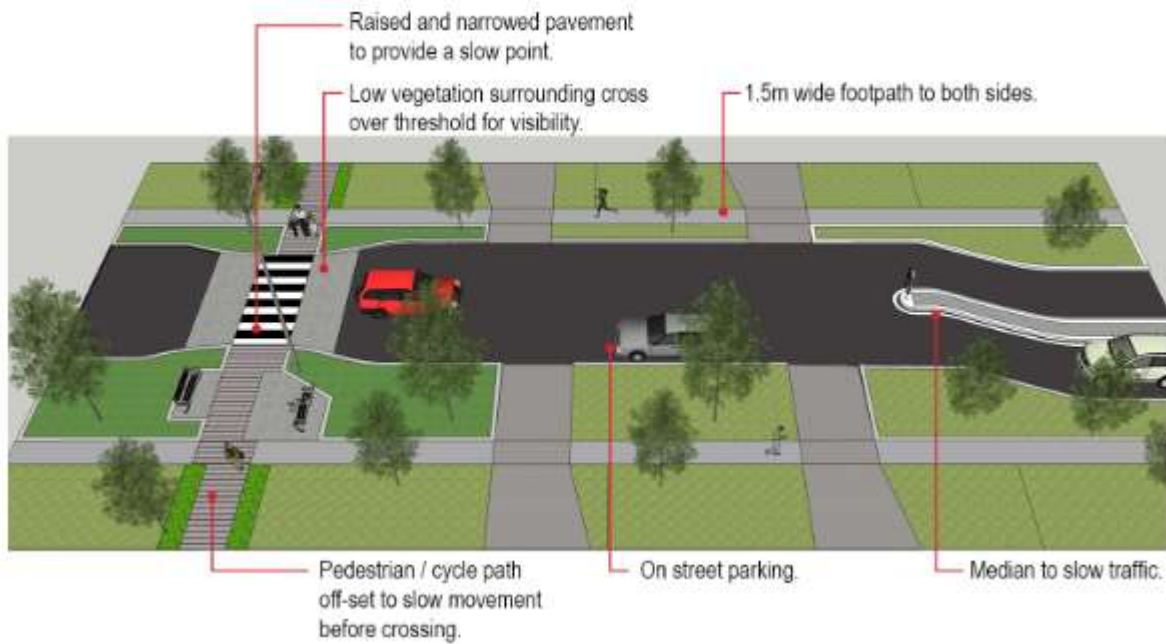 Raised and narrowed pavement
to provide a slow point.
Low vegetation surrounding cross
over threshold for visibility.
1.5m wide footpath to both sides.
Pedestrian / cycle path
off-set to slow movement
before crossing.
On street parking.
Median to slow traffic.